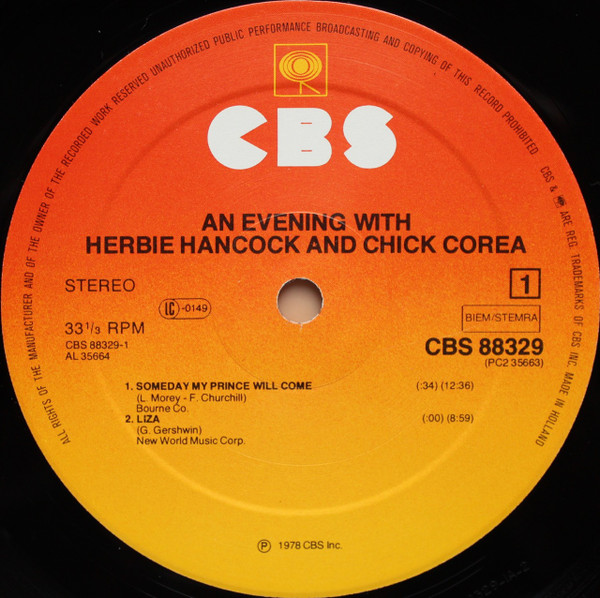 ALL RIGHTS OF THE MANUFACTURER AND OF THE OWNER OF THE RECORDED WORK RESERVED UNAUTHORIZED PUBLIC PERFORMANCE BROADCASTING AND COPYING OF THIS RECORD PROHIBITED
CBS & ARE REG. TRADEMARKS OF CBS INC. MADE IN HOLLAND
CBS
AN EVENING WITH
HERBIE HANCOCK AND CHICK COREA
STEREO
1
LC -0149
BIEM/STEMRA
33 1/3 RPM
CBS 88329
CBS 88329-1
(PC2 35663)
AL 35664
1. SOMEDAY MY PRINCE WILL COME (:34) (12:36)
(L. Morey - F. Churchill)
Bourne Co.
2. LIZA (:00) (8:59)
(G. Gershwin)
New World Music Corp.
℗ 1978 CBS Inc.